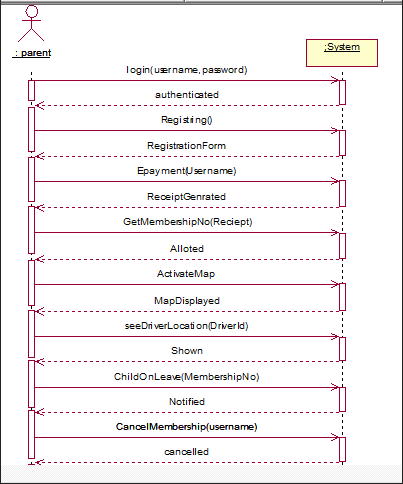 : parent
:System
login(username, password)
authenticated
Registring()
RegistrationForm
Epayment(Username)
ReceiptGenrated
GetMembershipNo(Reciept)
Alloted
ActivateMap
MapDisplayed
seeDriverLocation(DriverId)
Shown
ChildOnLeave(MembershipNo)
Notified
CancelMembership(username)
cancelled